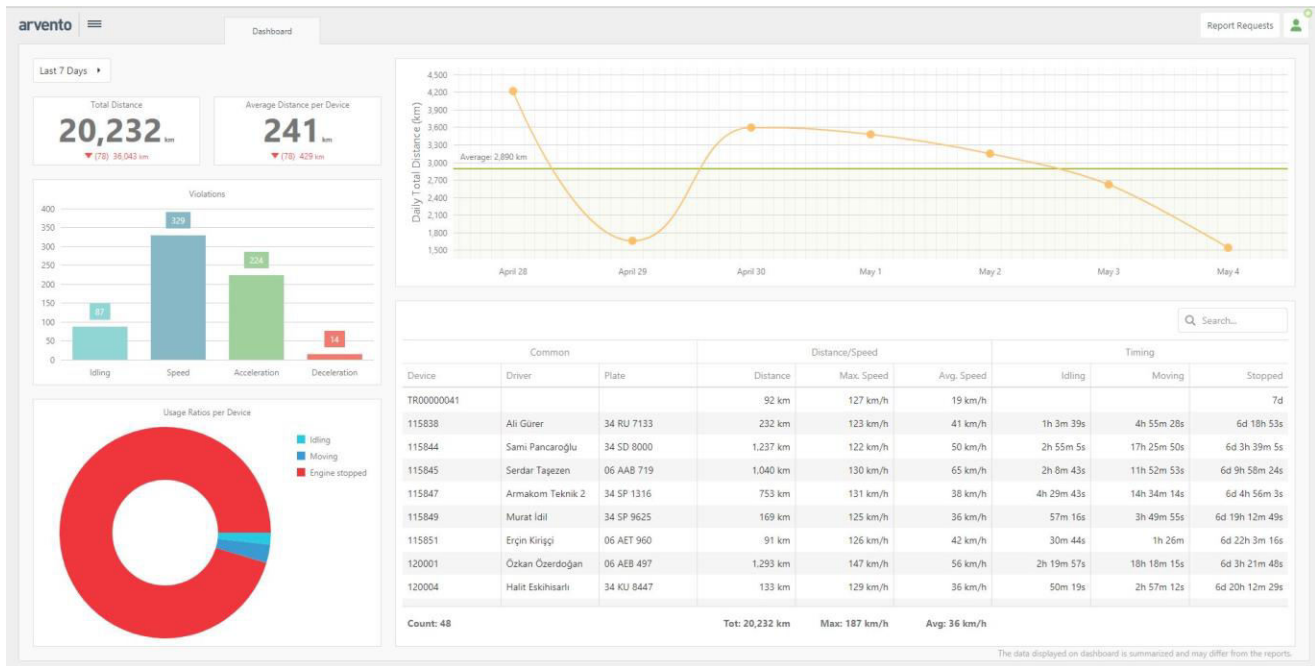 arvento
Dashboard
Report Requests
Last 7 Days
Total Distance
20,232 km
(78) 36,043 km
Average Distance per Device
241 km
(78) 429 km
Violations
400
350
300
250
200
150
100
50
0
87
329
224
14
Idling Speed Acceleration Deceleration
Usage Ratios per Device
Idling
Moving
Engine stopped
Daily Total Distance (km)
4,500
4,200
3,900
3,600
3,300
3,000
2,700
2,400
2,100
1,800
1,500
Average: 2,890 km
April 28 April 29 April 30 May 1 May 2 May 3 May 4
Search...
Common Distance/Speed Timing
Device Driver Plate Distance Max. Speed Avg. Speed Idling Moving Stopped
TR00000041 92 km 127 km/h 19 km/h 7d
115838 Ali Gürer 34 RU 7133 232 km 123 km/h 41 km/h 1h 3m 39s 4h 55m 28s 6d 18h 53s
115844 Sami Pancaroğlu 34 SD 8000 1,237 km 122 km/h 50 km/h 2h 55m 5s 17h 25m 50s 6d 3h 39m 5s
115845 Serdar Taşezen 06 AAB 719 1,040 km 130 km/h 65 km/h 2h 8m 43s 11h 52m 53s 6d 9h 58m 24s
115847 Armakom Teknik 2 34 SP 1316 753 km 131 km/h 38 km/h 4h 29m 43s 14h 34m 14s 6d 4h 56m 3s
115849 Murat İdil 34 SP 9625 169 km 125 km/h 36 km/h 57m 16s 3h 49m 55s 6d 19h 12m 49s
115851 Erçin Kirişçi 06 AET 960 91 km 126 km/h 42 km/h 30m 44s 1h 26m 6d 22h 3m 16s
120001 Özkan Özerdoğan 06 AEB 497 1,293 km 147 km/h 56 km/h 2h 19m 57s 18h 18m 15s 6d 3h 21m 48s
120004 Halit Eskihisarlı 34 KU 8447 133 km 129 km/h 36 km/h 50m 19s 2h 57m 12s 6d 20h 12m 29s
Count: 48 Tot: 20,232 km Max: 187 km/h Avg: 36 km/h
The data displayed on dashboard is summarized and may differ from the reports.